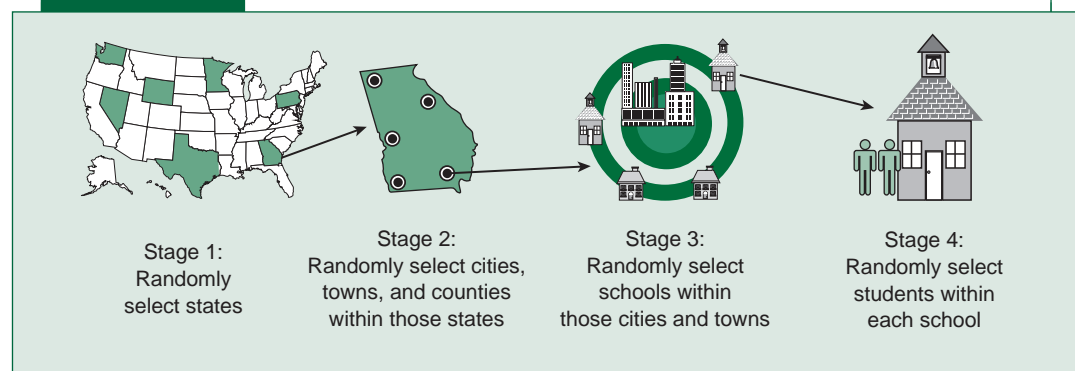 Stage 1:
Randomly
select states
Stage 2:
Randomly select cities,
towns, and counties
within those states
Stage 3:
Randomly select
schools within
those cities and towns
Stage 4:
Randomly select
students within
each school